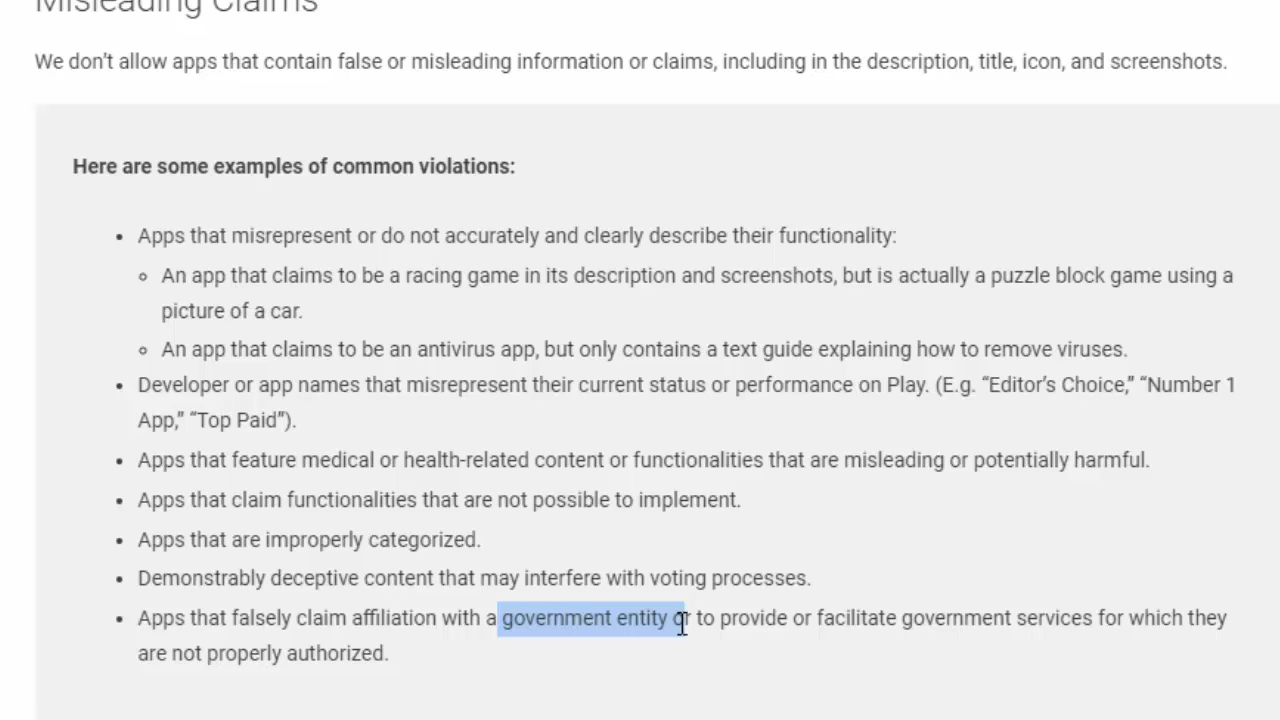 Misleading Claims
We don't allow apps that contain false or misleading information or claims, including in the description, title, icon, and screenshots.
Here are some examples of common violations:
• Apps that misrepresent or do not accurately and clearly describe their functionality:
◦ An app that claims to be a racing game in its description and screenshots, but is actually a puzzle block game using a
picture of a car.
◦ An app that claims to be an antivirus app, but only contains a text guide explaining how to remove viruses.
• Developer or app names that misrepresent their current status or performance on Play. (E.g. “Editor's Choice,” “Number 1
App,” “Top Paid”).
• Apps that feature medical or health-related content or functionalities that are misleading or potentially harmful.
• Apps that claim functionalities that are not possible to implement.
• Apps that are improperly categorized.
• Demonstrably deceptive content that may interfere with voting processes.
• Apps that falsely claim affiliation with a government entity or to provide or facilitate government services for which they
are not properly authorized.